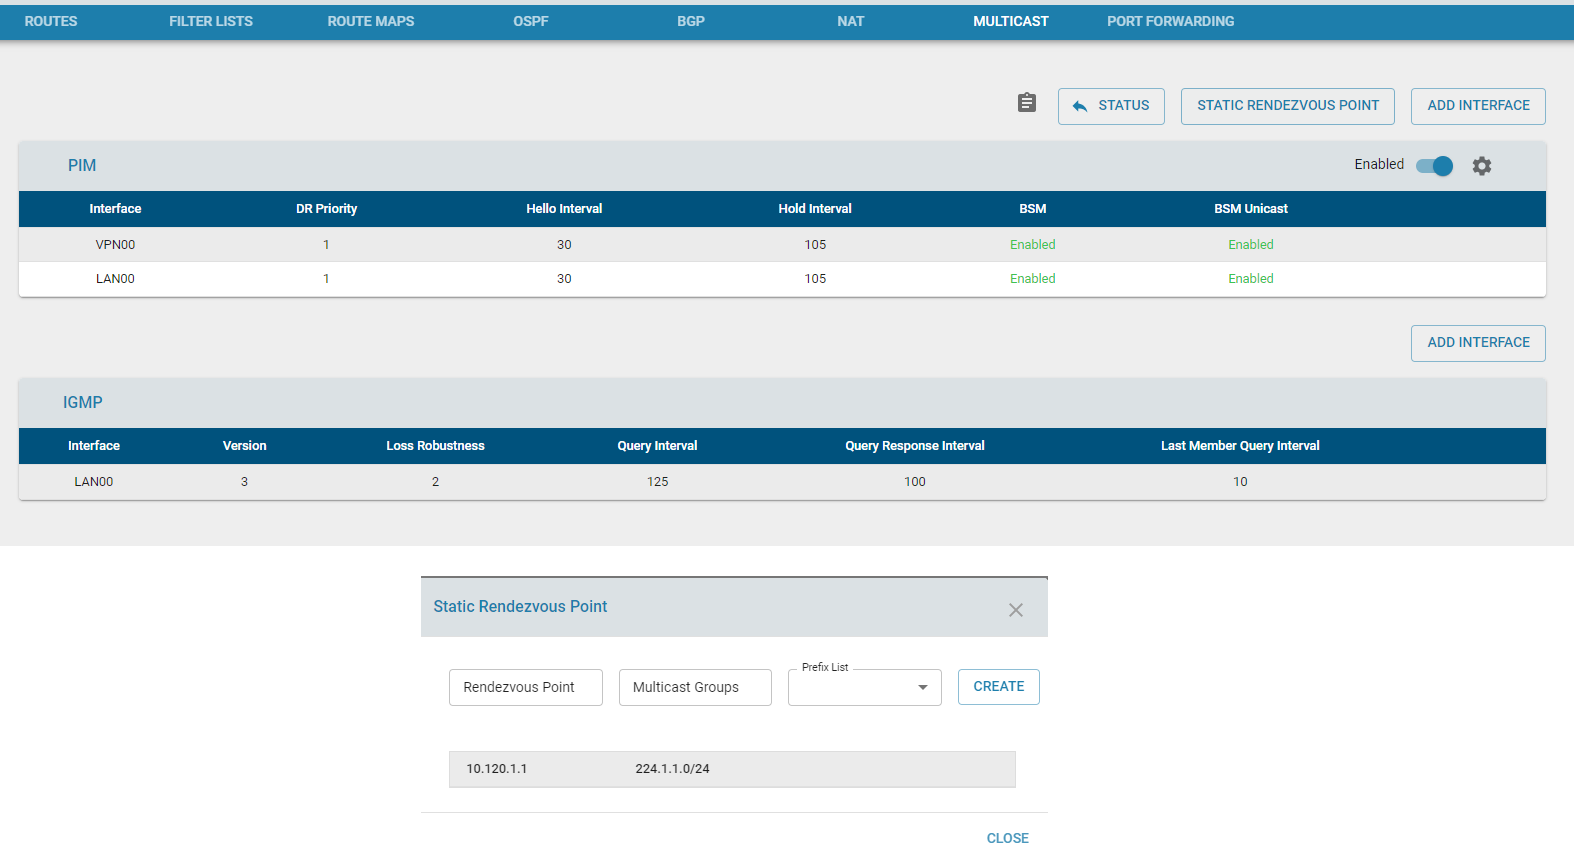 ROUTES FILTER LISTS ROUTE MAPS OSPF BGP NAT MULTICAST PORT FORWARDING
STATUS STATIC RENDEZVOUS POINT ADD INTERFACE
PIM Enabled
Interface DR Priority Hello Interval Hold Interval BSM BSM Unicast
VPN00 1 30 105 Enabled Enabled
LAN00 1 30 105 Enabled Enabled
ADD INTERFACE
IGMP
Interface Version Loss Robustness Query Interval Query Response Interval Last Member Query Interval
LAN00 3 2 125 100 10
Static Rendezvous Point
Prefix List
Rendezvous Point Multicast Groups CREATE
10.120.1.1 224.1.1.0/24
CLOSE